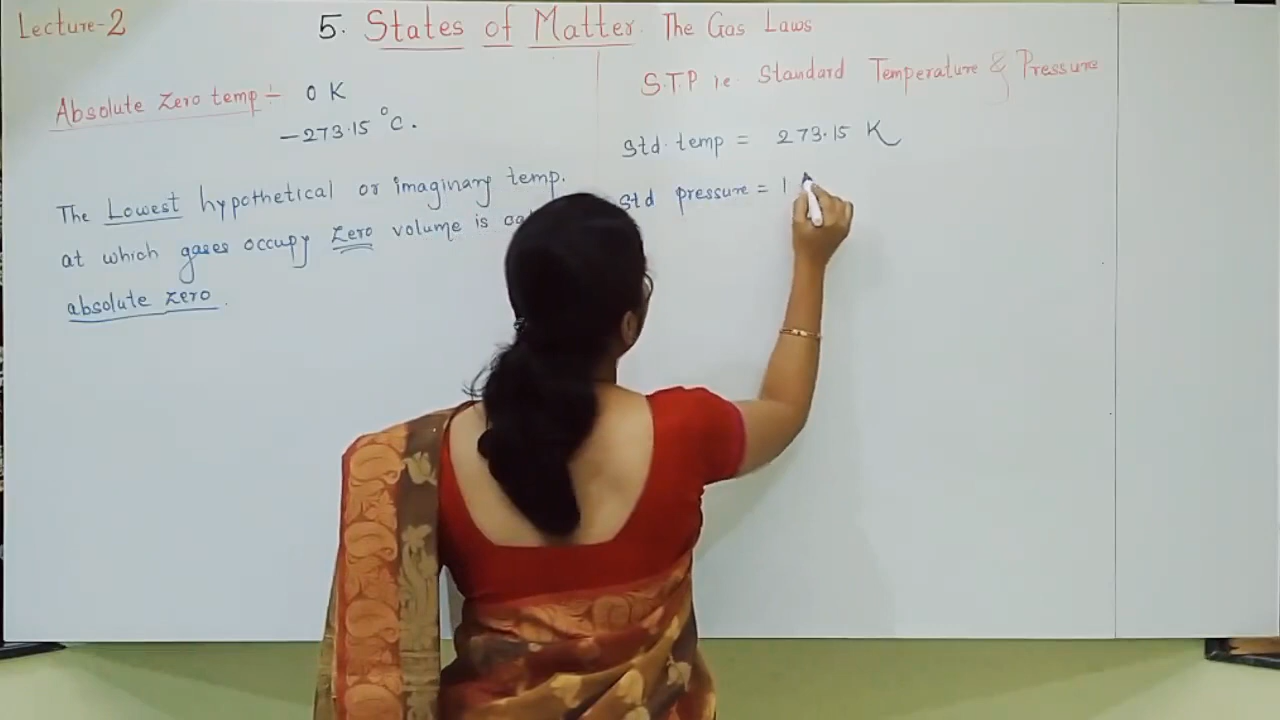 Lecture-2
5. States of Matter. The Gas Laws
Absolute Zero temp :- 0 K
-273.15 °C.
The Lowest hypothetical or imaginary temp.
at which gases occupy Zero volume is
absolute zero.
S.T.P i.e. Standard Temperature & Pressure
Std. temp = 273.15 K
Std pressure = 1